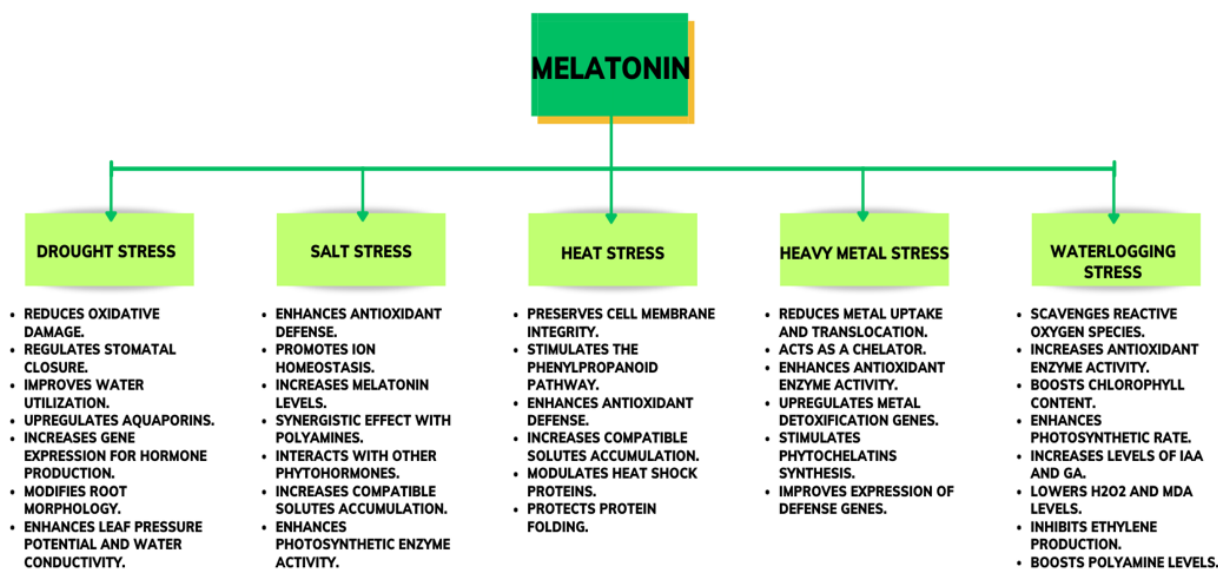 MELATONIN
DROUGHT STRESS
• REDUCES OXIDATIVE
DAMAGE.
• REGULATES STOMATAL
CLOSURE.
• IMPROVES WATER
UTILIZATION.
• UPREGULATES AQUAPORINS.
• INCREASES GENE
EXPRESSION FOR HORMONE
PRODUCTION.
• MODIFIES ROOT
MORPHOLOGY.
• ENHANCES LEAF PRESSURE
POTENTIAL AND WATER
CONDUCTIVITY.
SALT STRESS
• ENHANCES ANTIOXIDANT
DEFENSE.
• PROMOTES ION
HOMEOSTASIS.
• INCREASES MELATONIN
LEVELS.
• SYNERGISTIC EFFECT WITH
POLYAMINES.
• INTERACTS WITH OTHER
PHYTOHORMONES.
• INCREASES COMPATIBLE
SOLUTES ACCUMULATION.
• ENHANCES
PHOTOSYNTHETIC ENZYME
ACTIVITY.
HEAT STRESS
• PRESERVES CELL MEMBRANE
INTEGRITY.
• STIMULATES THE
PHENYLPROPANOID
PATHWAY.
• ENHANCES ANTIOXIDANT
DEFENSE.
• INCREASES COMPATIBLE
SOLUTES ACCUMULATION.
• MODULATES HEAT SHOCK
PROTEINS.
• PROTECTS PROTEIN
FOLDING.
HEAVY METAL STRESS
• REDUCES METAL UPTAKE
AND TRANSLOCATION.
• ACTS AS A CHELATOR.
• ENHANCES ANTIOXIDANT
ENZYME ACTIVITY.
• UPREGULATES METAL
DETOXIFICATION GENES.
• STIMULATES
PHYTOCHELATINS
SYNTHESIS.
• IMPROVES EXPRESSION OF
DEFENSE GENES.
WATERLOGGING
STRESS
• SCAVENGES REACTIVE
OXYGEN SPECIES.
• INCREASES ANTIOXIDANT
ENZYME ACTIVITY.
• BOOSTS CHLOROPHYLL
CONTENT.
• ENHANCES
PHOTOSYNTHETIC RATE.
• INCREASES LEVELS OF IAA
AND GA.
• LOWERS H2O2 AND MDA
LEVELS.
• INHIBITS ETHYLENE
PRODUCTION.
• BOOSTS POLYAMINE LEVELS.